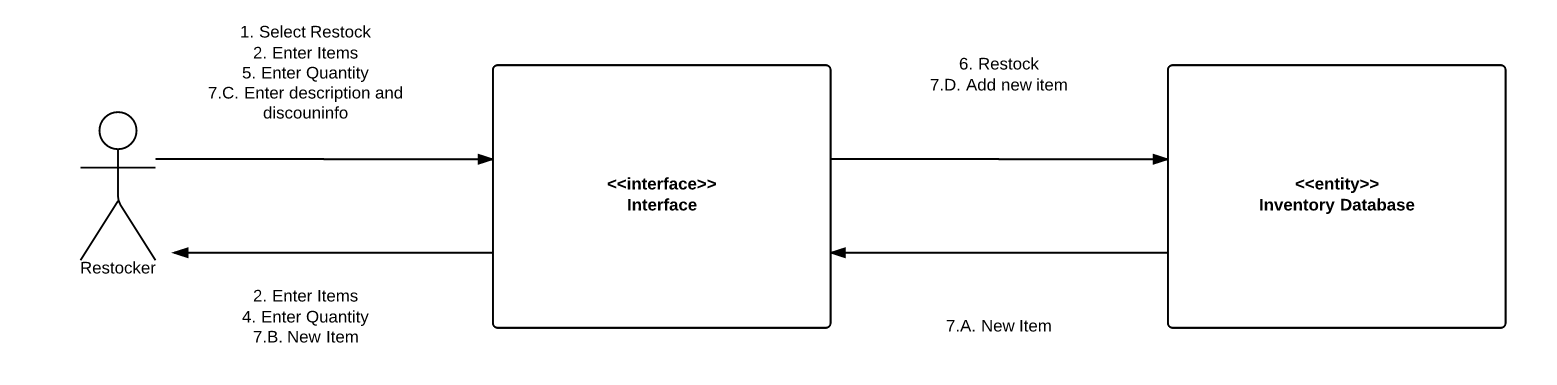 1. Select Restock
2. Enter Items
5. Enter Quantity
7.C. Enter description and
discouninfo
6. Restock
7.D. Add new item
<<interface>>
Interface
<<entity>>
Inventory Database
Restocker
2. Enter Items
4. Enter Quantity
7.B. New Item
7.A. New Item